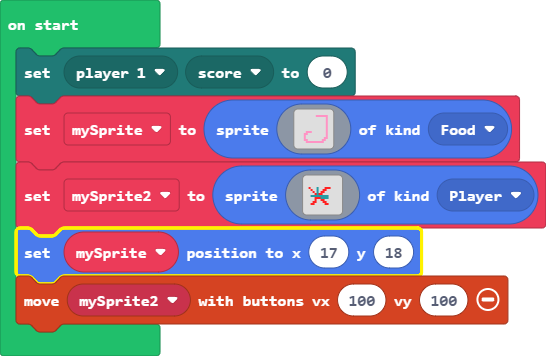 on start
set player 1 score to 0
set mySprite to sprite of kind Food
set mySprite2 to sprite of kind Player
set mySprite position to x 17 y 18
move mySprite2 with buttons vx 100 vy 100